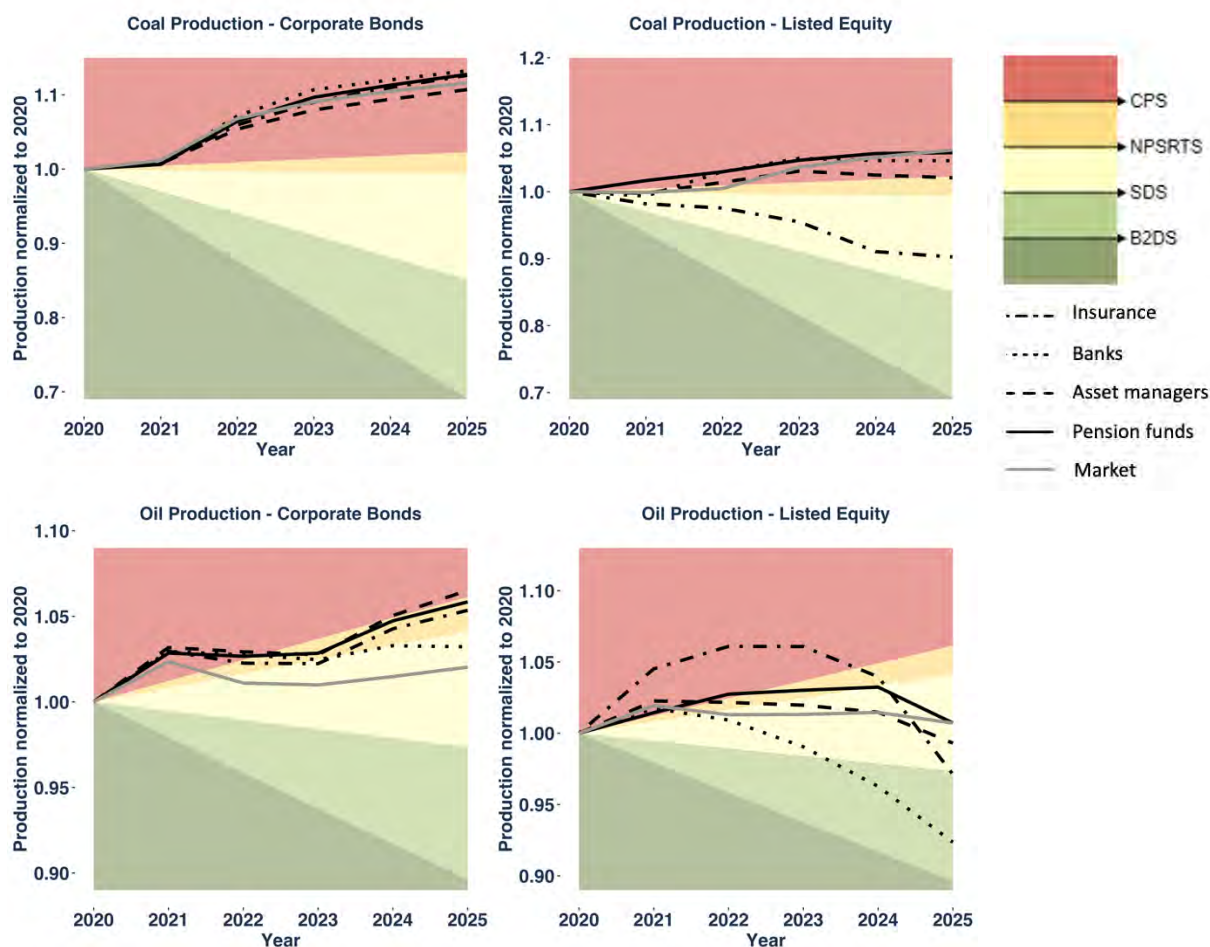 Coal Production - Corporate Bonds
Production normalized to 2020
1.1
1.0
0.9
0.8
0.7
2020 2021 2022 2023 2024 2025
Year
Coal Production - Listed Equity
Production normalized to 2020
1.2
1.1
1.0
0.9
0.8
0.7
2020 2021 2022 2023 2024 2025
Year
CPS
NPSRTS
SDS
B2DS
Insurance
Banks
Asset managers
Pension funds
Market
Oil Production - Corporate Bonds
Production normalized to 2020
1.10
1.05
1.00
0.95
0.90
2020 2021 2022 2023 2024 2025
Year
Oil Production - Listed Equity
Production normalized to 2020
1.10
1.05
1.00
0.95
0.90
2020 2021 2022 2023 2024 2025
Year